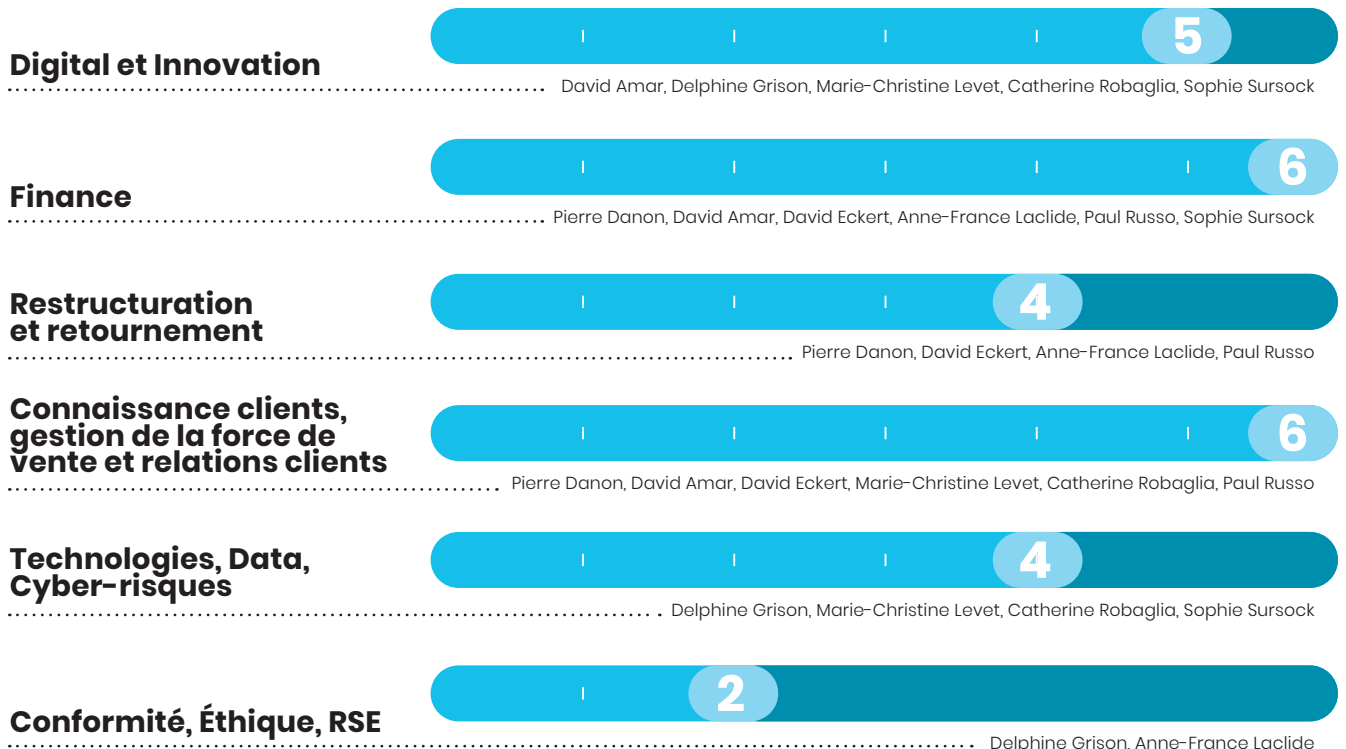 5
Digital et Innovation
David Amar, Delphine Grison, Marie-Christine Levet, Catherine Robaglia, Sophie Sursock
6
Finance
Pierre Danon, David Amar, David Eckert, Anne-France Laclide, Paul Russo, Sophie Sursock
4
Restructuration
et retournement
Pierre Danon, David Eckert, Anne-France Laclide, Paul Russo
Connaissance clients,
gestion de la force de
vente et relations clients
6
Pierre Danon, David Amar, David Eckert, Marie-Christine Levet, Catherine Robaglia, Paul Russo
4
Technologies, Data,
Cyber-risques
Delphine Grison, Marie-Christine Levet, Catherine Robaglia, Sophie Sursock
2
Conformité, Éthique, RSE
Delphine Grison, Anne-France Laclide